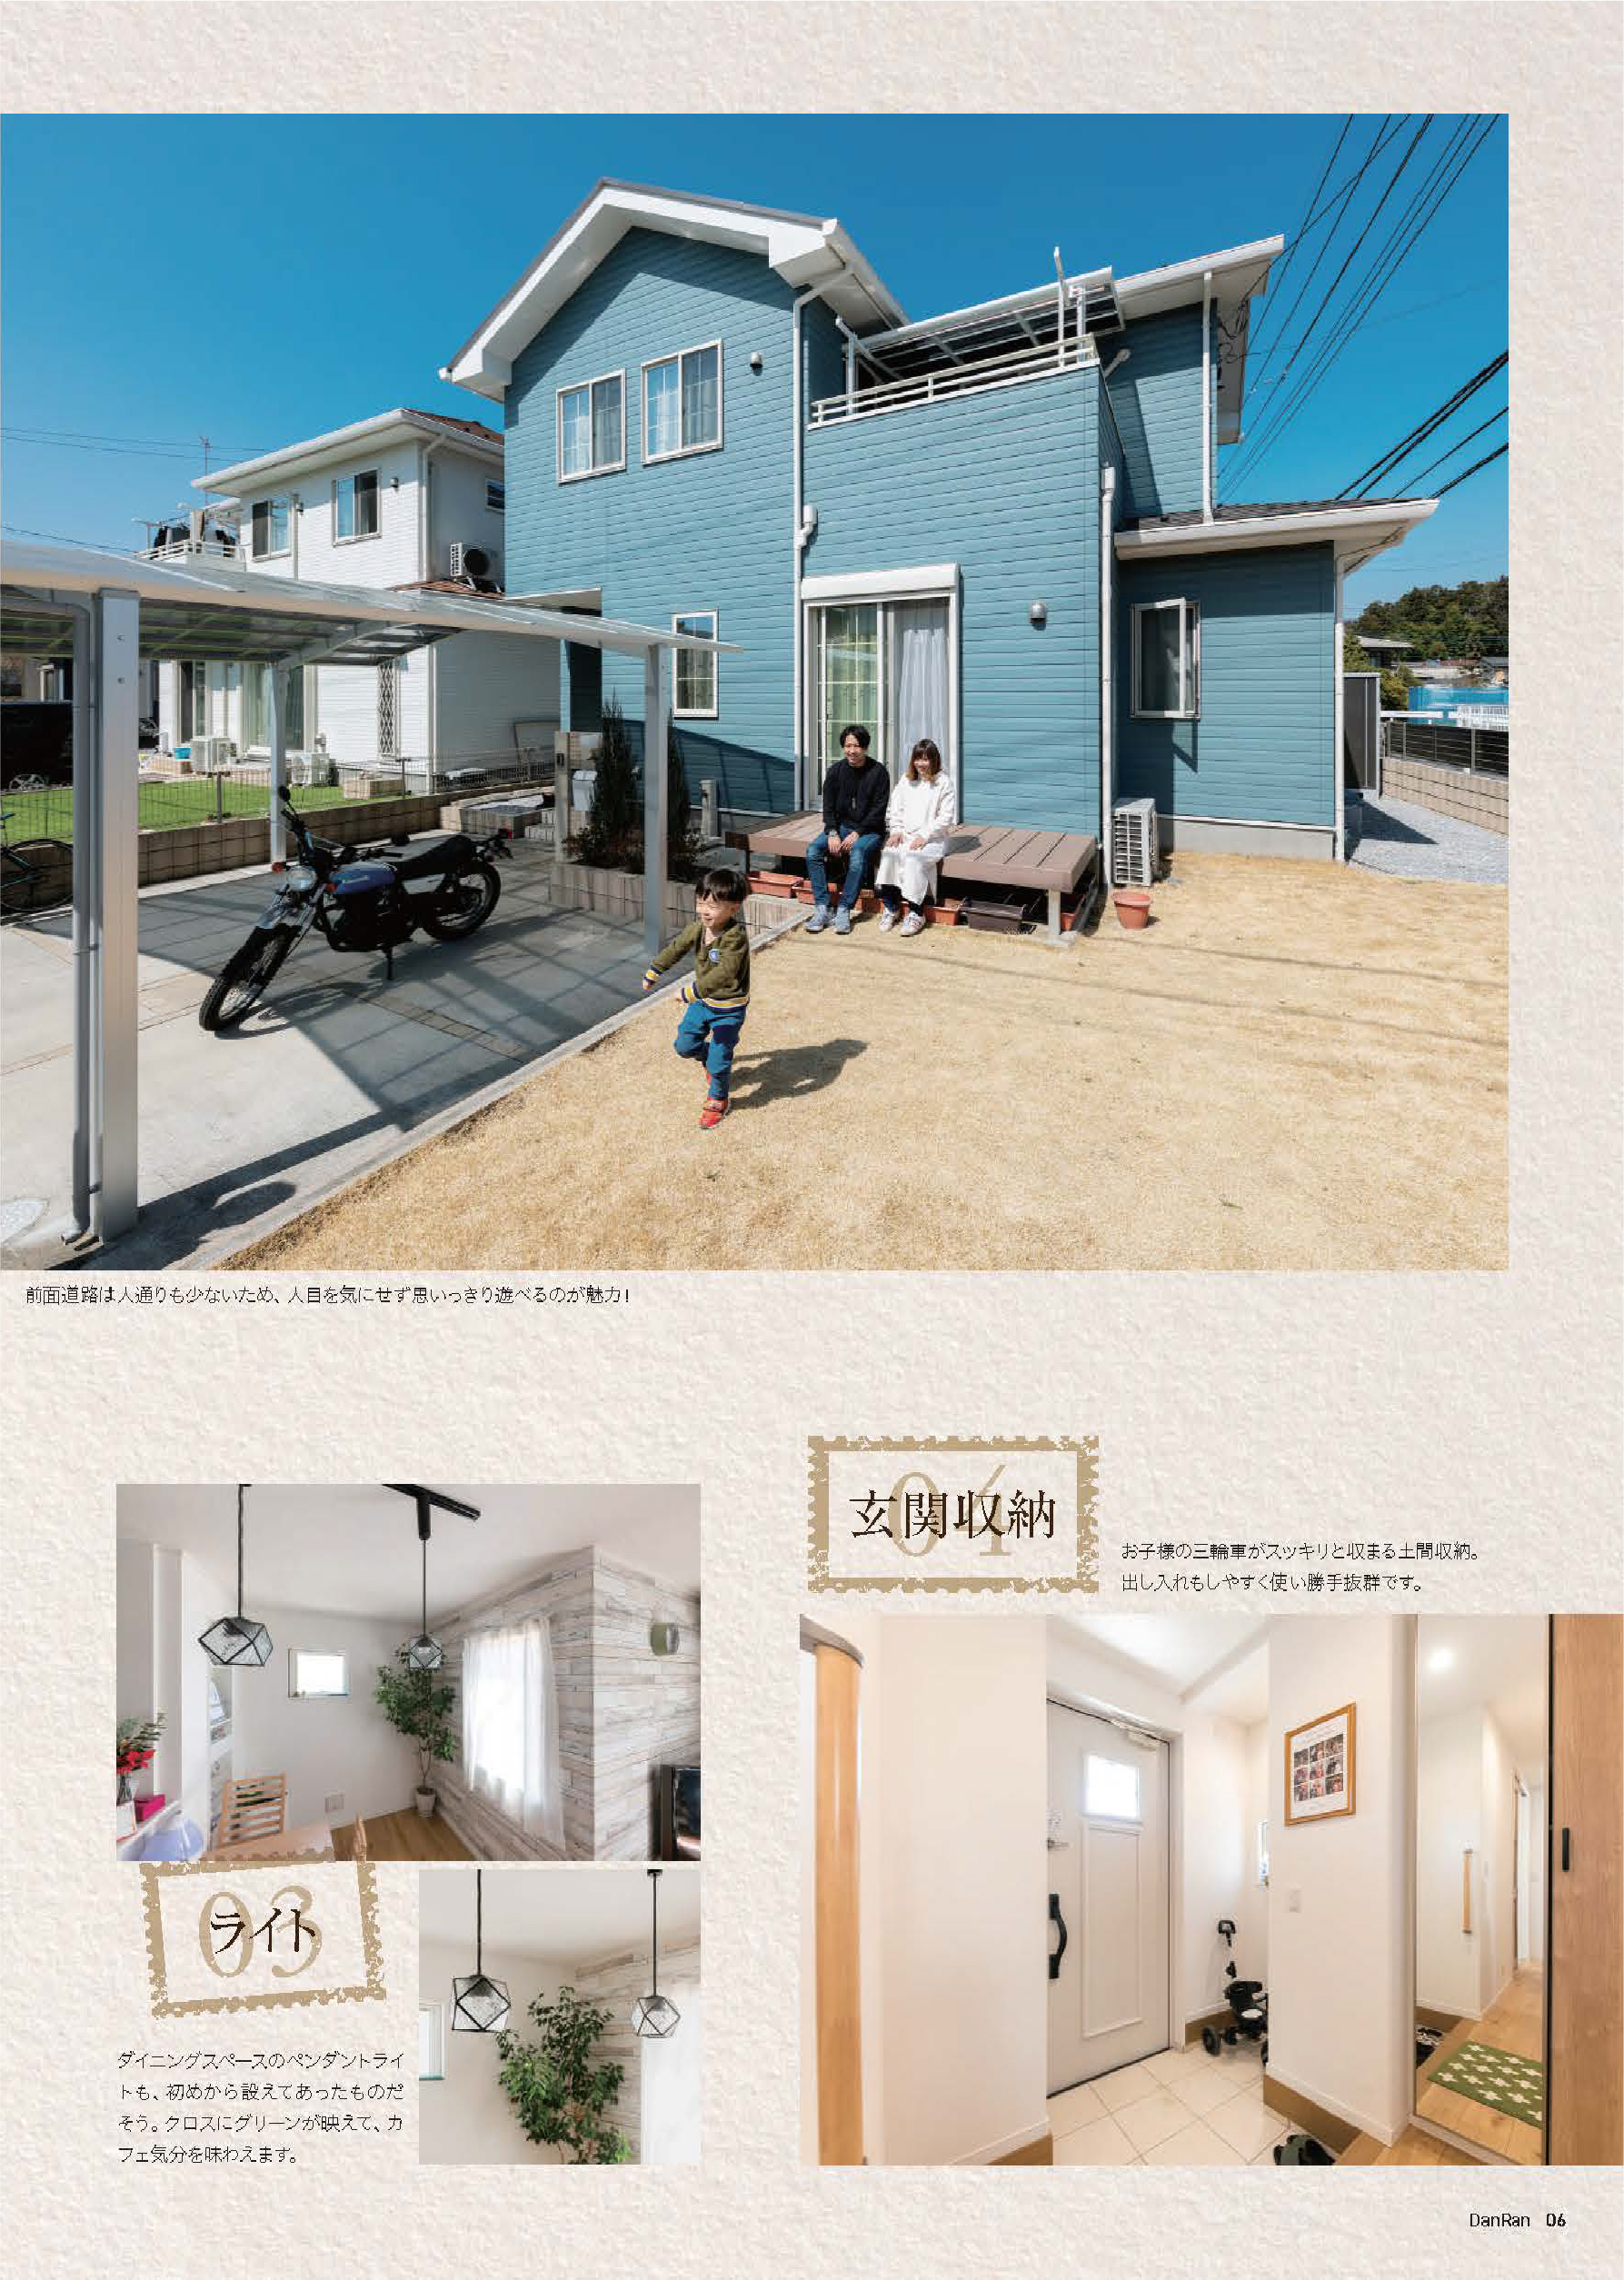 前面道路は人通りも少ないため、人目を気にせず思いっきり遊べるのが魅力!
03
ライト
ダイニングスペースのペンダントライ
トも、初めから設えてあったものだ
そう。クロスにグリーンが映えて、カ
フェ気分を味わえます。
04
玄関収納
お子様の三輪車がスッキリと収まる土間収納。
出し入れもしやすく使い勝手抜群です。
DanRan 06